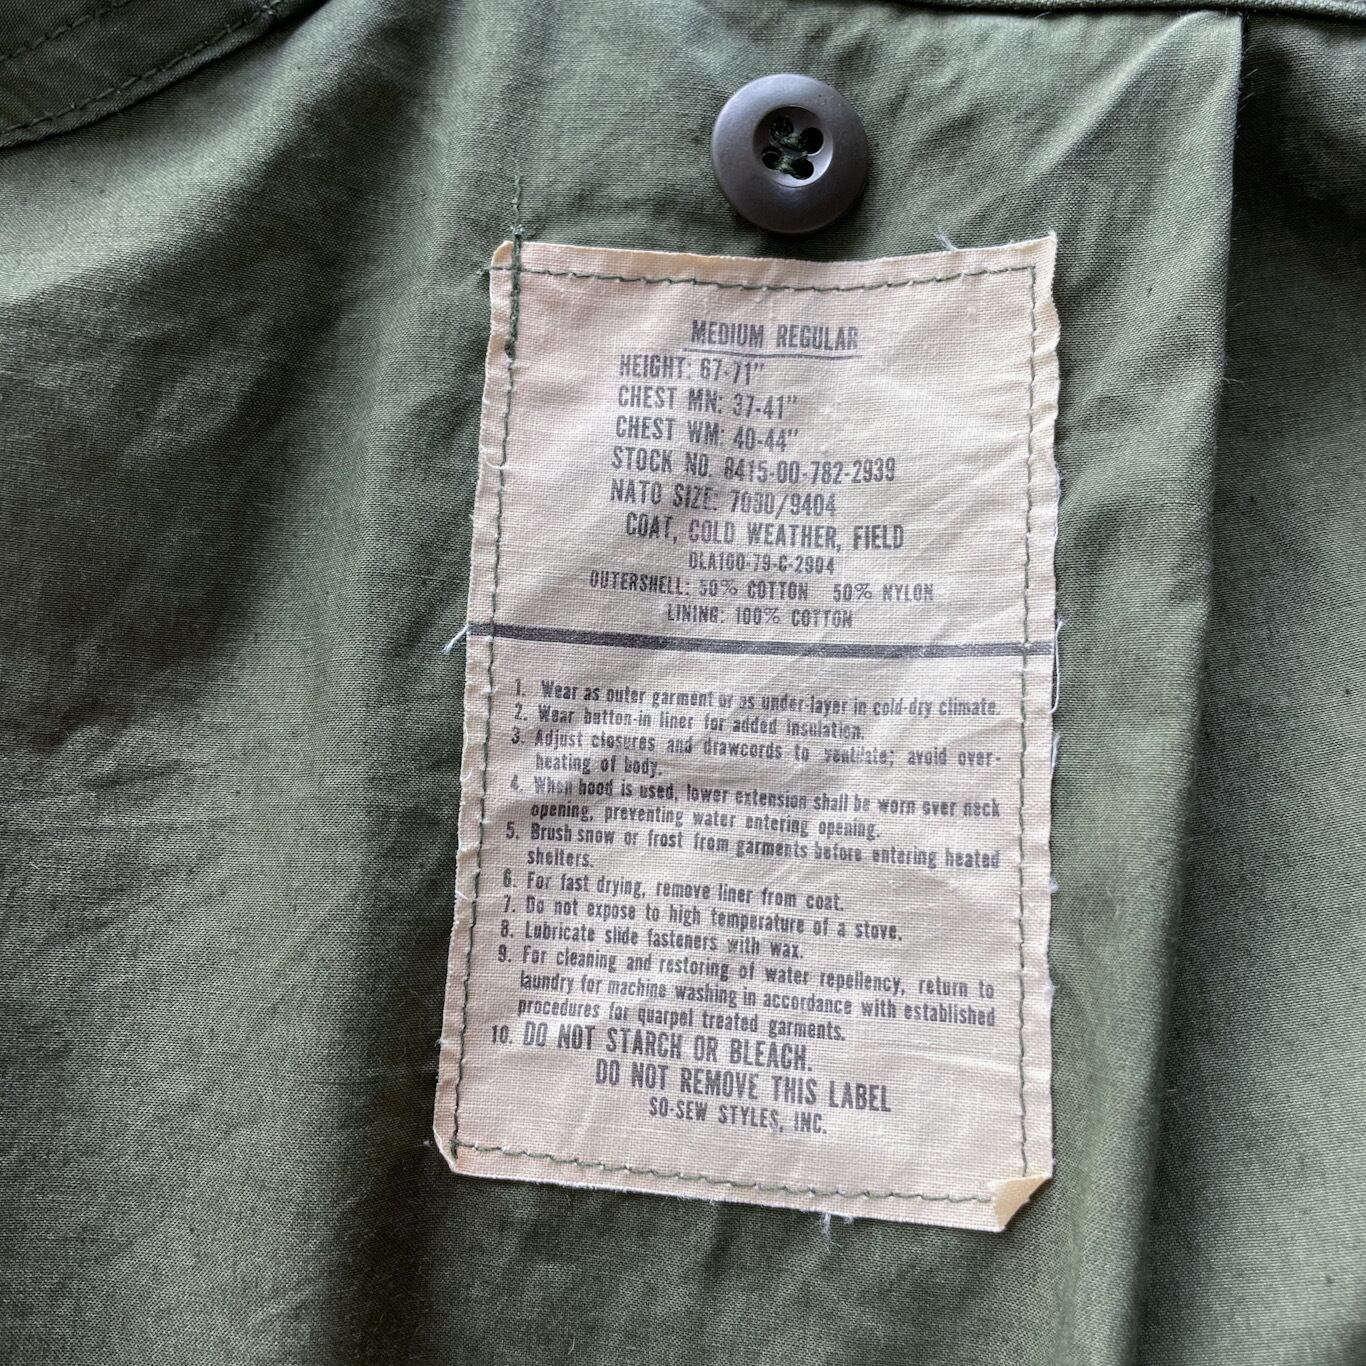 MEDIUM REGULAR
HEIGHT: 67-71"
CHEST MN: 37-41"
CHEST WM: 40-44"
STOCK NO. 8415-00-782-2939
NATO SIZE: 7080/9404
COAT, COLD WEATHER, FIELD
DLA100-79-C-2904
OUTERSHELL: 50% COTTON 50% NYLON
LINING: 100% COTTON
1. Wear as outer garment or as under-layer in cold-dry climate.
2. Wear button-in liner for added insulation.
3. Adjust closures and drawcords to ventilate; avoid over-
heating of body.
4. When hood is used, lower extension shall be worn over neck
opening, preventing water entering opening.
5. Brush snow or frost from garments before entering heated
shelters.
6. For fast drying, remove liner from coat.
7. Do not expose to high temperature of a stove.
8. Lubricate slide fasteners with wax.
9. For cleaning and restoring of water repellency, return to
laundry for machine washing in accordance with established
procedures for quarpel treated garments.
10. DO NOT STARCH OR BLEACH.
DO NOT REMOVE THIS LABEL
SO-SEW STYLES, INC.